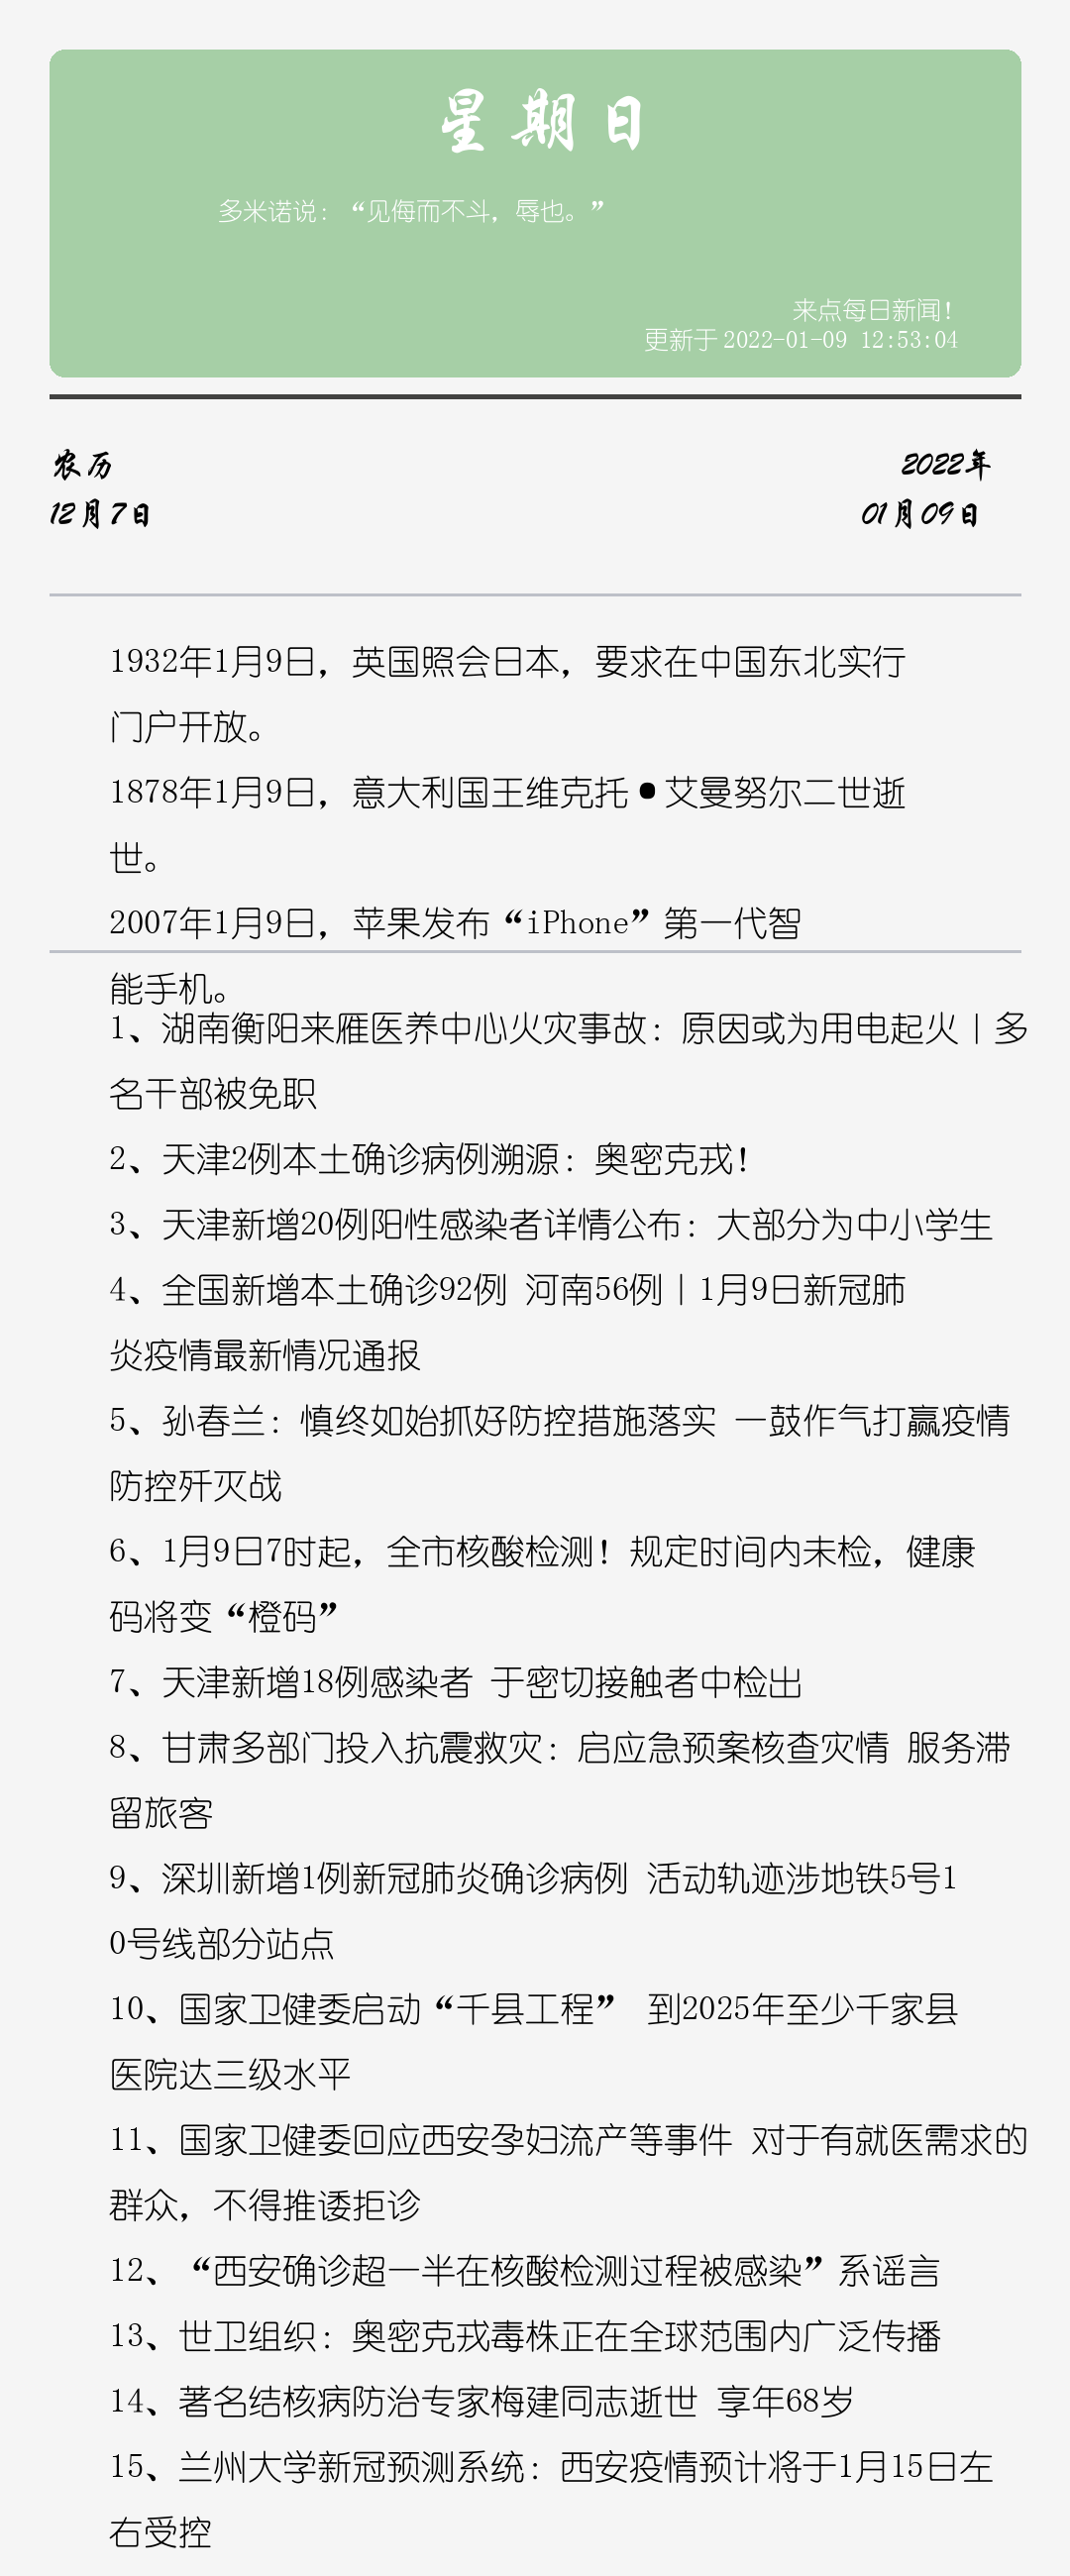 星期日
多米诺说：“见侮而不斗，辱也。”
来点每日新闻！
更新于 2022-01-09 12:53:04
农历
12月7日
2022年
01月09日
1932年1月9日，英国照会日本，要求在中国东北实行
门户开放。
1878年1月9日，意大利国王维克托•艾曼努尔二世逝
世。
2007年1月9日，苹果发布“iPhone”第一代智
能手机。
1、湖南衡阳来雁医养中心火灾事故：原因或为用电起火丨多
名干部被免职
2、天津2例本土确诊病例溯源：奥密克戎！
3、天津新增20例阳性感染者详情公布：大部分为中小学生
4、全国新增本土确诊92例 河南56例丨1月9日新冠肺
炎疫情最新情况通报
5、孙春兰：慎终如始抓好防控措施落实 一鼓作气打赢疫情
防控歼灭战
6、1月9日7时起，全市核酸检测！规定时间内未检，健康
码将变“橙码”
7、天津新增18例感染者 于密切接触者中检出
8、甘肃多部门投入抗震救灾：启应急预案核查灾情 服务滞
留旅客
9、深圳新增1例新冠肺炎确诊病例 活动轨迹涉地铁5号1
0号线部分站点
10、国家卫健委启动“千县工程” 到2025年至少千家县
医院达三级水平
11、国家卫健委回应西安孕妇流产等事件 对于有就医需求的
群众，不得推诿拒诊
12、“西安确诊超一半在核酸检测过程被感染”系谣言
13、世卫组织：奥密克戎毒株正在全球范围内广泛传播
14、著名结核病防治专家梅建同志逝世 享年68岁
15、兰州大学新冠预测系统：西安疫情预计将于1月15日左
右受控